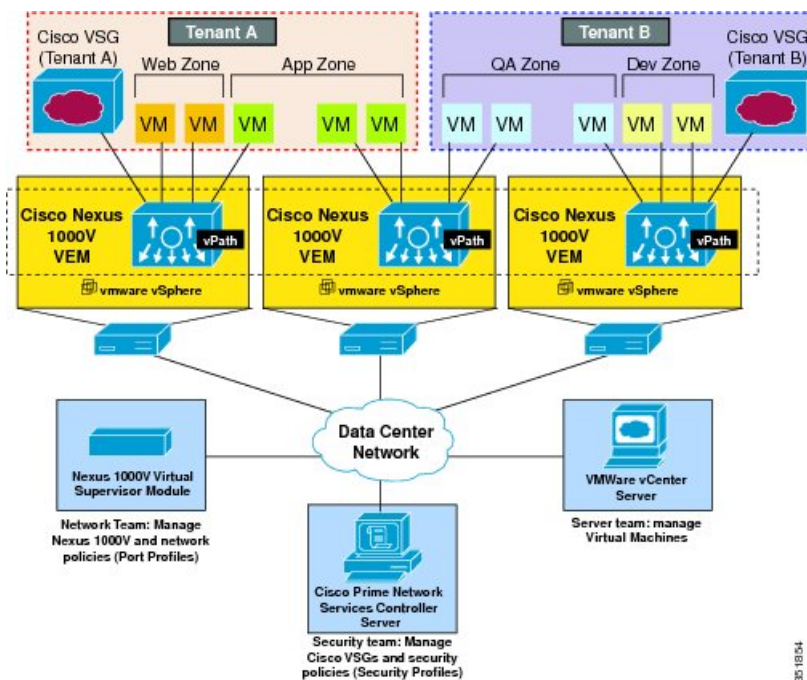 Cisco VSG
(Tenant A)
Tenant A
Web Zone
App Zone
VM
VM
VM
VM
VM
Tenant B
Cisco VSG
(Tenant B)
QA Zone
Dev Zone
VM
VM
VM
VM
VM
Cisco Nexus
1000V
VEM
vPath
vmware vSphere
Cisco Nexus
1000V
VEM
vPath
vmware vSphere
Cisco Nexus
1000V
VEM
vPath
vmware vSphere
Data Center
Network
Nexus 1000V Virtual
Supervisor Module
Network Team: Manage
Nexus 1000V and network
policies (Port Profiles)
VMWare vCenter
Server
Server team: manage
Virtual Machines
Cisco Prime Network
Services Controller
Server
Security team: Manage
Cisco VSGs and security
policies (Security Profiles)
351854